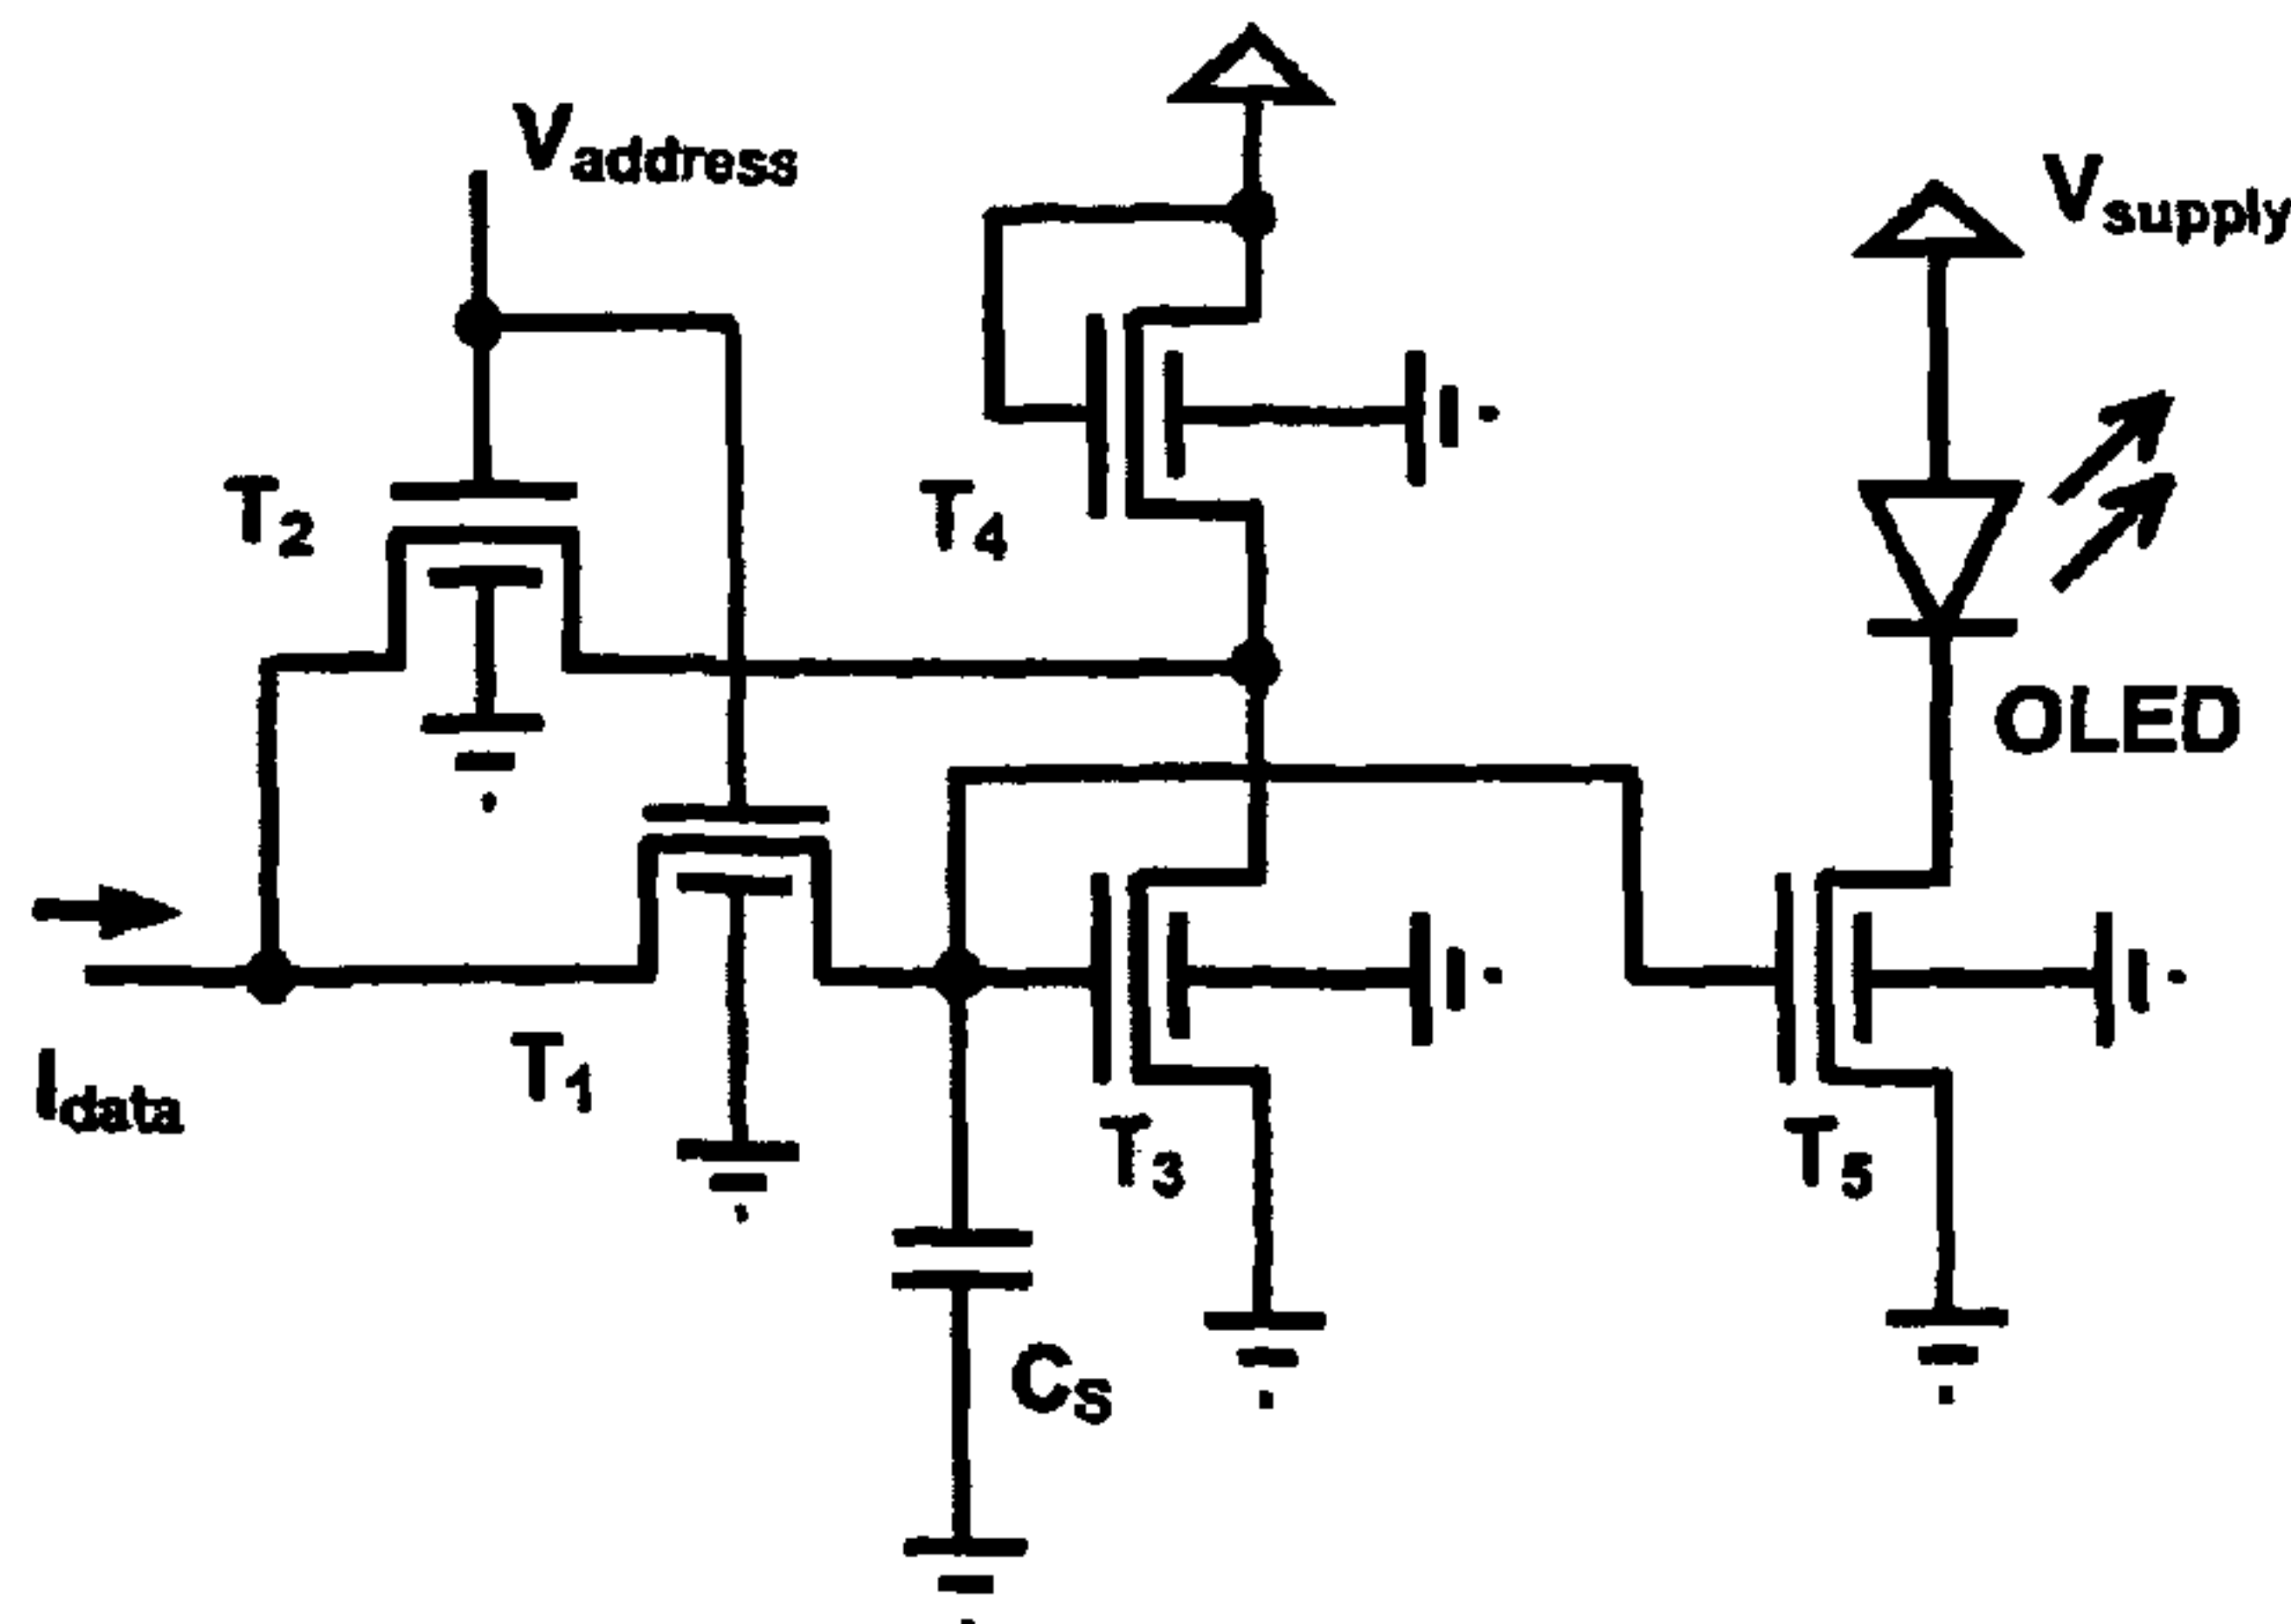 Vaddress
Vsupply
T2
T4
OLED
Idata
T1
T3
T5
CS